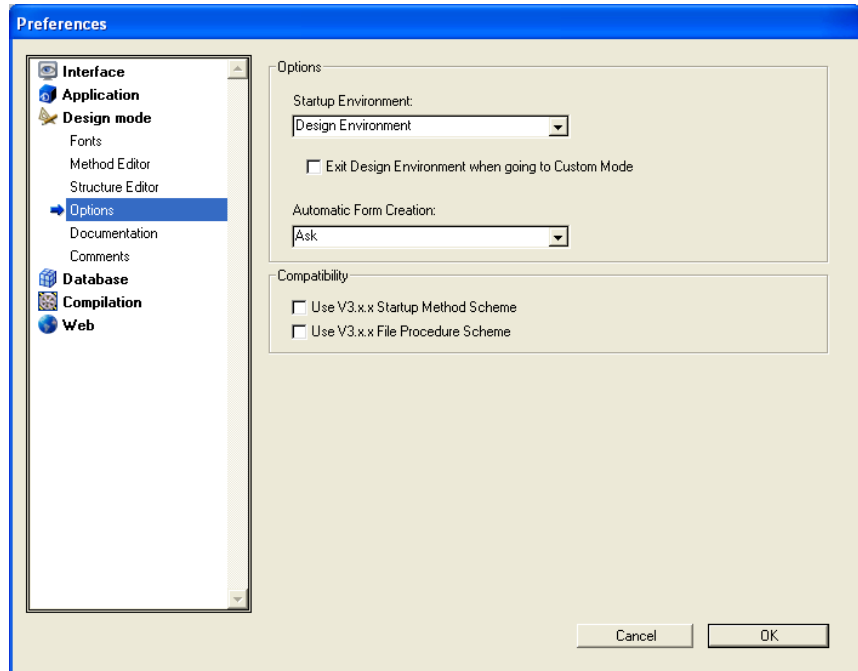 Preferences
Interface
Application
Design mode
Fonts
Method Editor
Structure Editor
Options
Documentation
Comments
Database
Compilation
Web
Options
Startup Environment:
Design Environment
Exit Design Environment when going to Custom Mode
Automatic Form Creation:
Ask
Compatibility
Use V3.x.x Startup Method Scheme
Use V3.x.x File Procedure Scheme
Cancel
OK